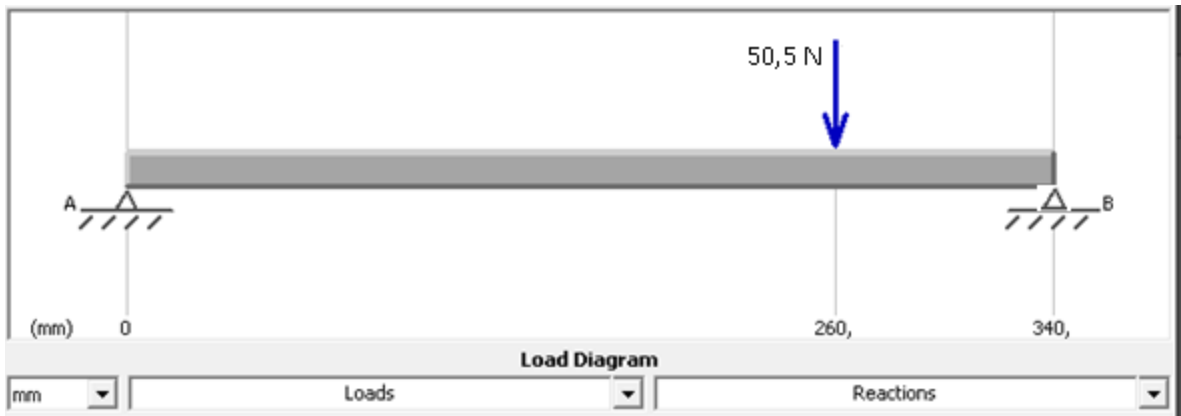 50,5 N
A
B
(mm) 0 260, 340,
Load Diagram
mm Loads Reactions